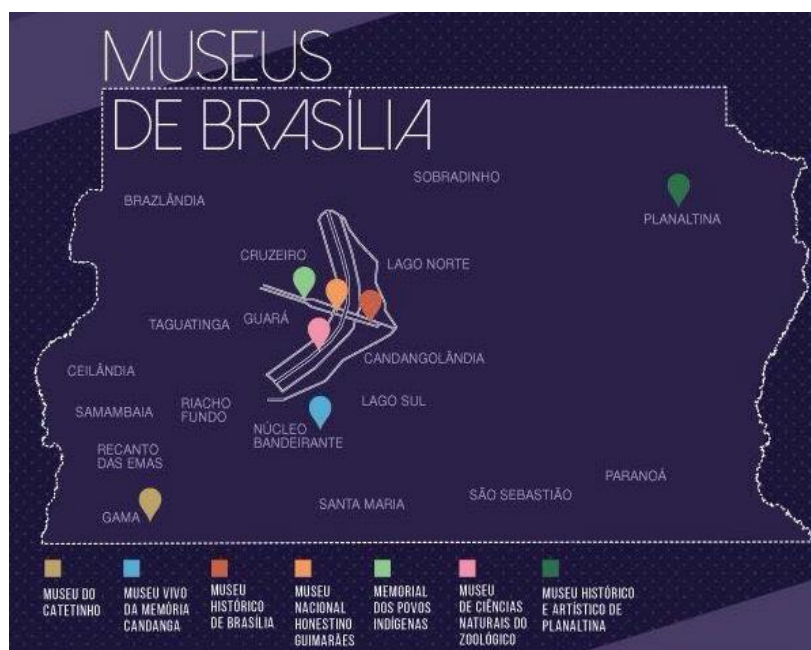 MUSEUS
DE BRASÍLIA
SOBRADINHO
BRAZLÂNDIA
PLANALTINA
CRUZEIRO
LAGO NORTE
TAGUATINGA
GUARÁ
CANDANGOLÂNDIA
CEILÂNDIA
SAMAMBAIA
RIACHO
FUNDO
LAGO SUL
NÚCLEO
BANDEIRANTE
RECANTO
DAS EMAS
PARANOÁ
GAMA
SANTA MARIA
SÃO SEBASTIÃO
MUSEU DO
CATETINHO
MUSEU VIVO
DA MEMÓRIA
CANDANGA
MUSEU
HISTÓRICO
DE BRASÍLIA
MUSEU
NACIONAL
HONESTINO
GUIMARÃES
MEMORIAL
DOS POVOS
INDÍGENAS
MUSEU
DE CIÊNCIAS
NATURAIS DO
ZOOLÓGICO
MUSEU HISTÓRICO
E ARTÍSTICO DE
PLANALTINA